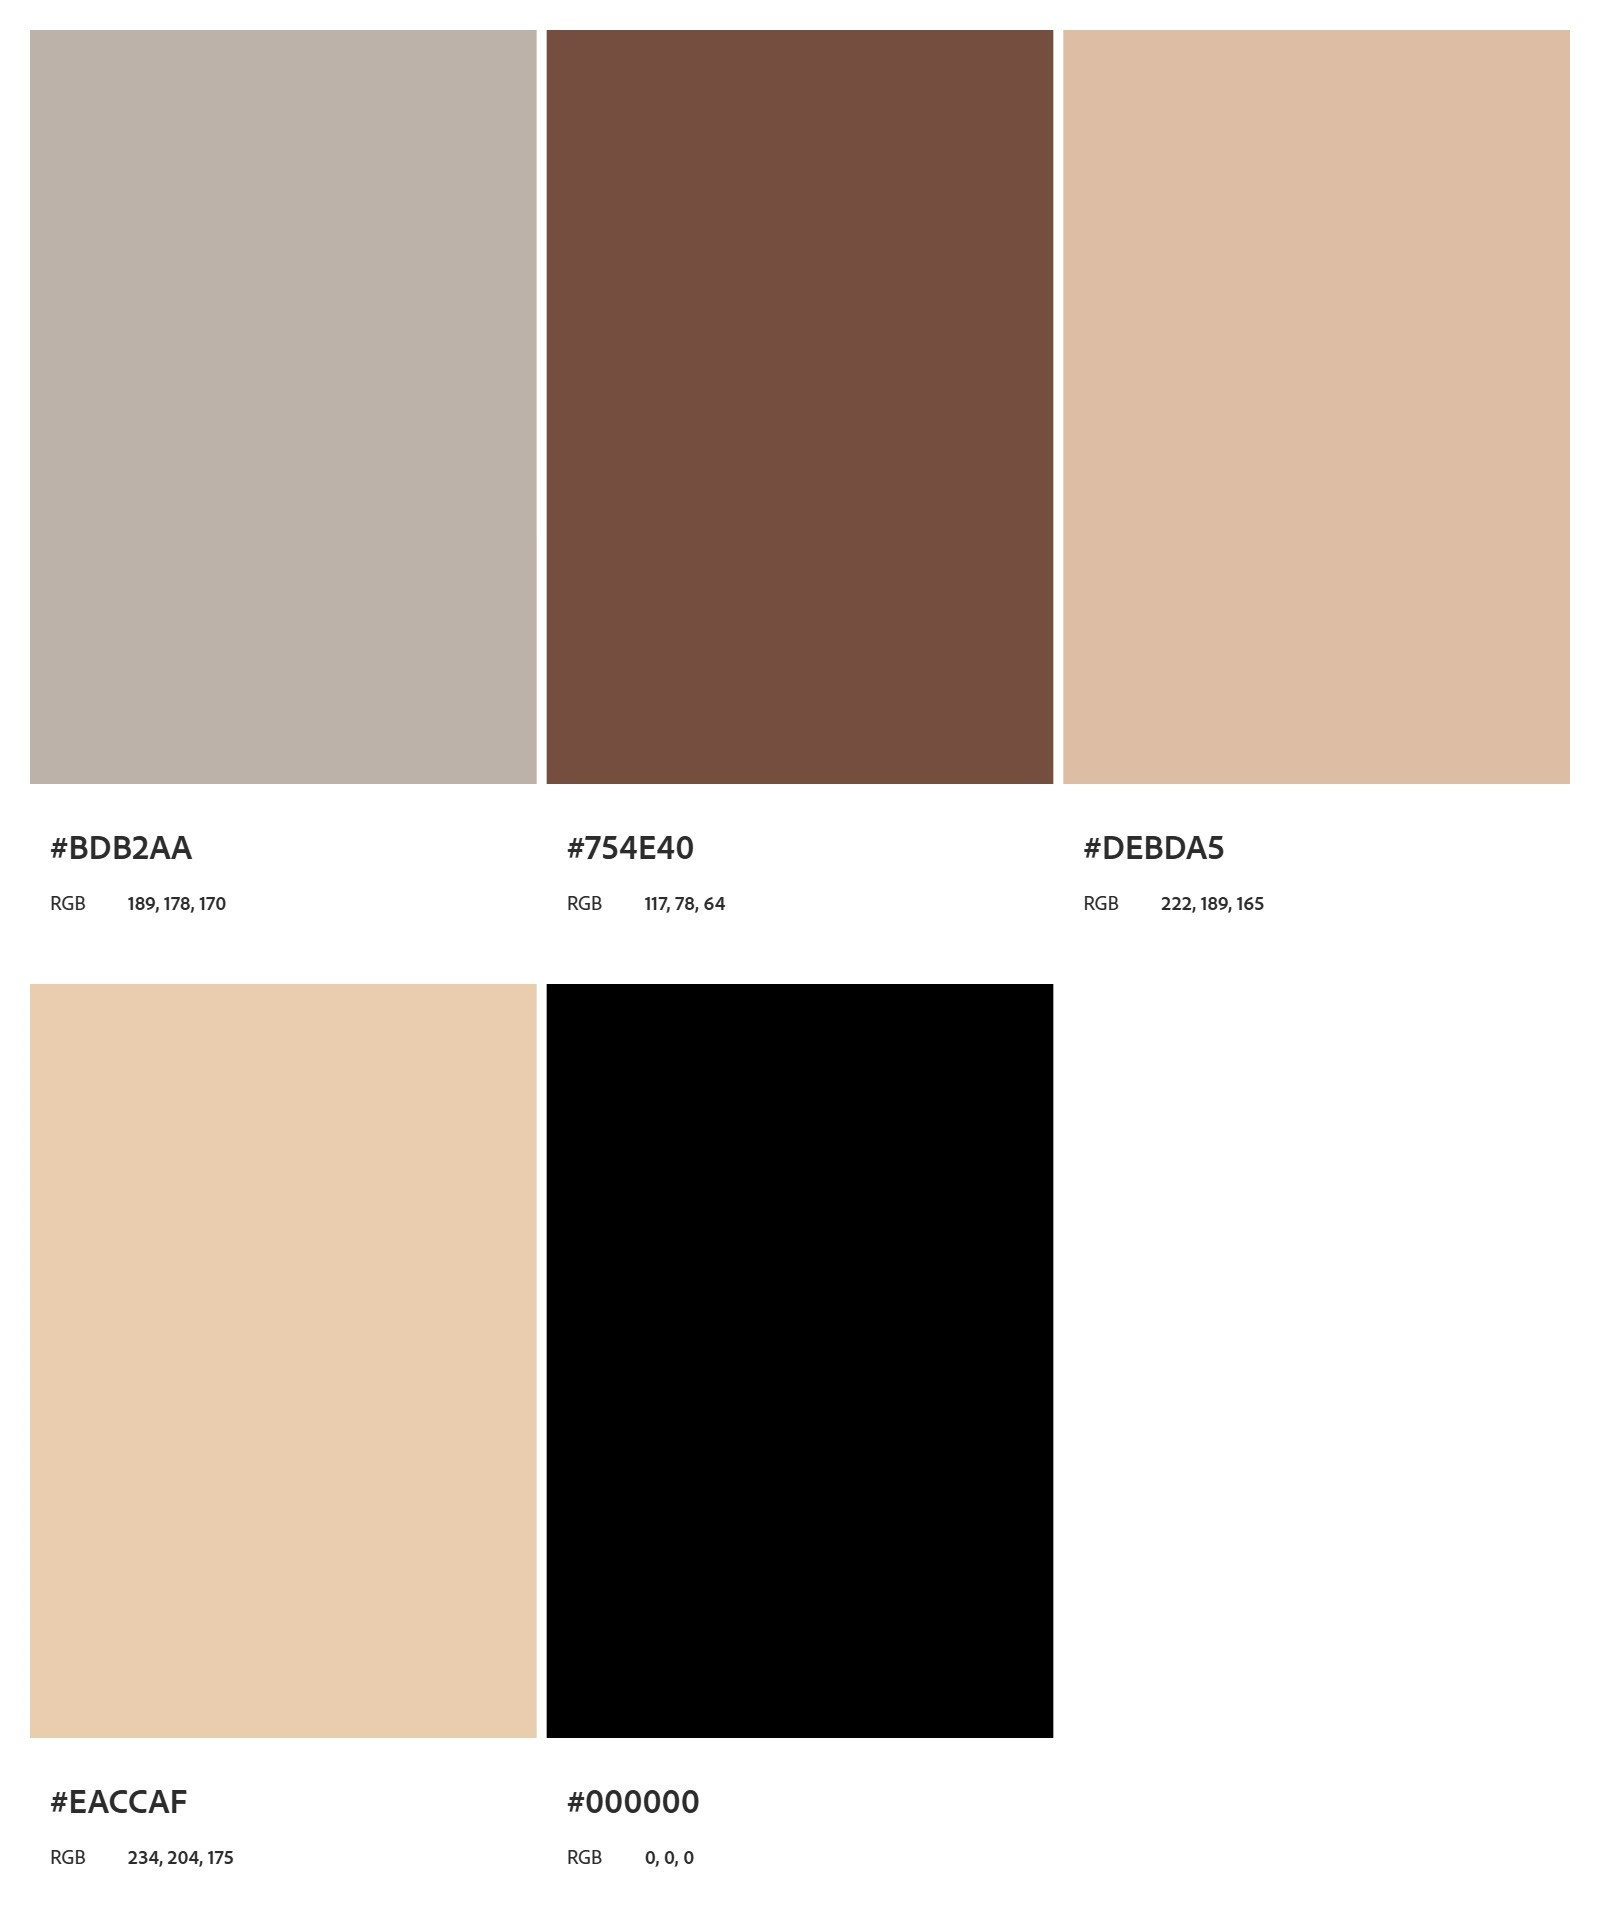 #BDB2AA #754E40 #DEBDA5
RGB 189, 178, 170 RGB 117, 78, 64 RGB 222, 189, 165
#EACCAF #000000
RGB 234, 204, 175 RGB 0, 0, 0